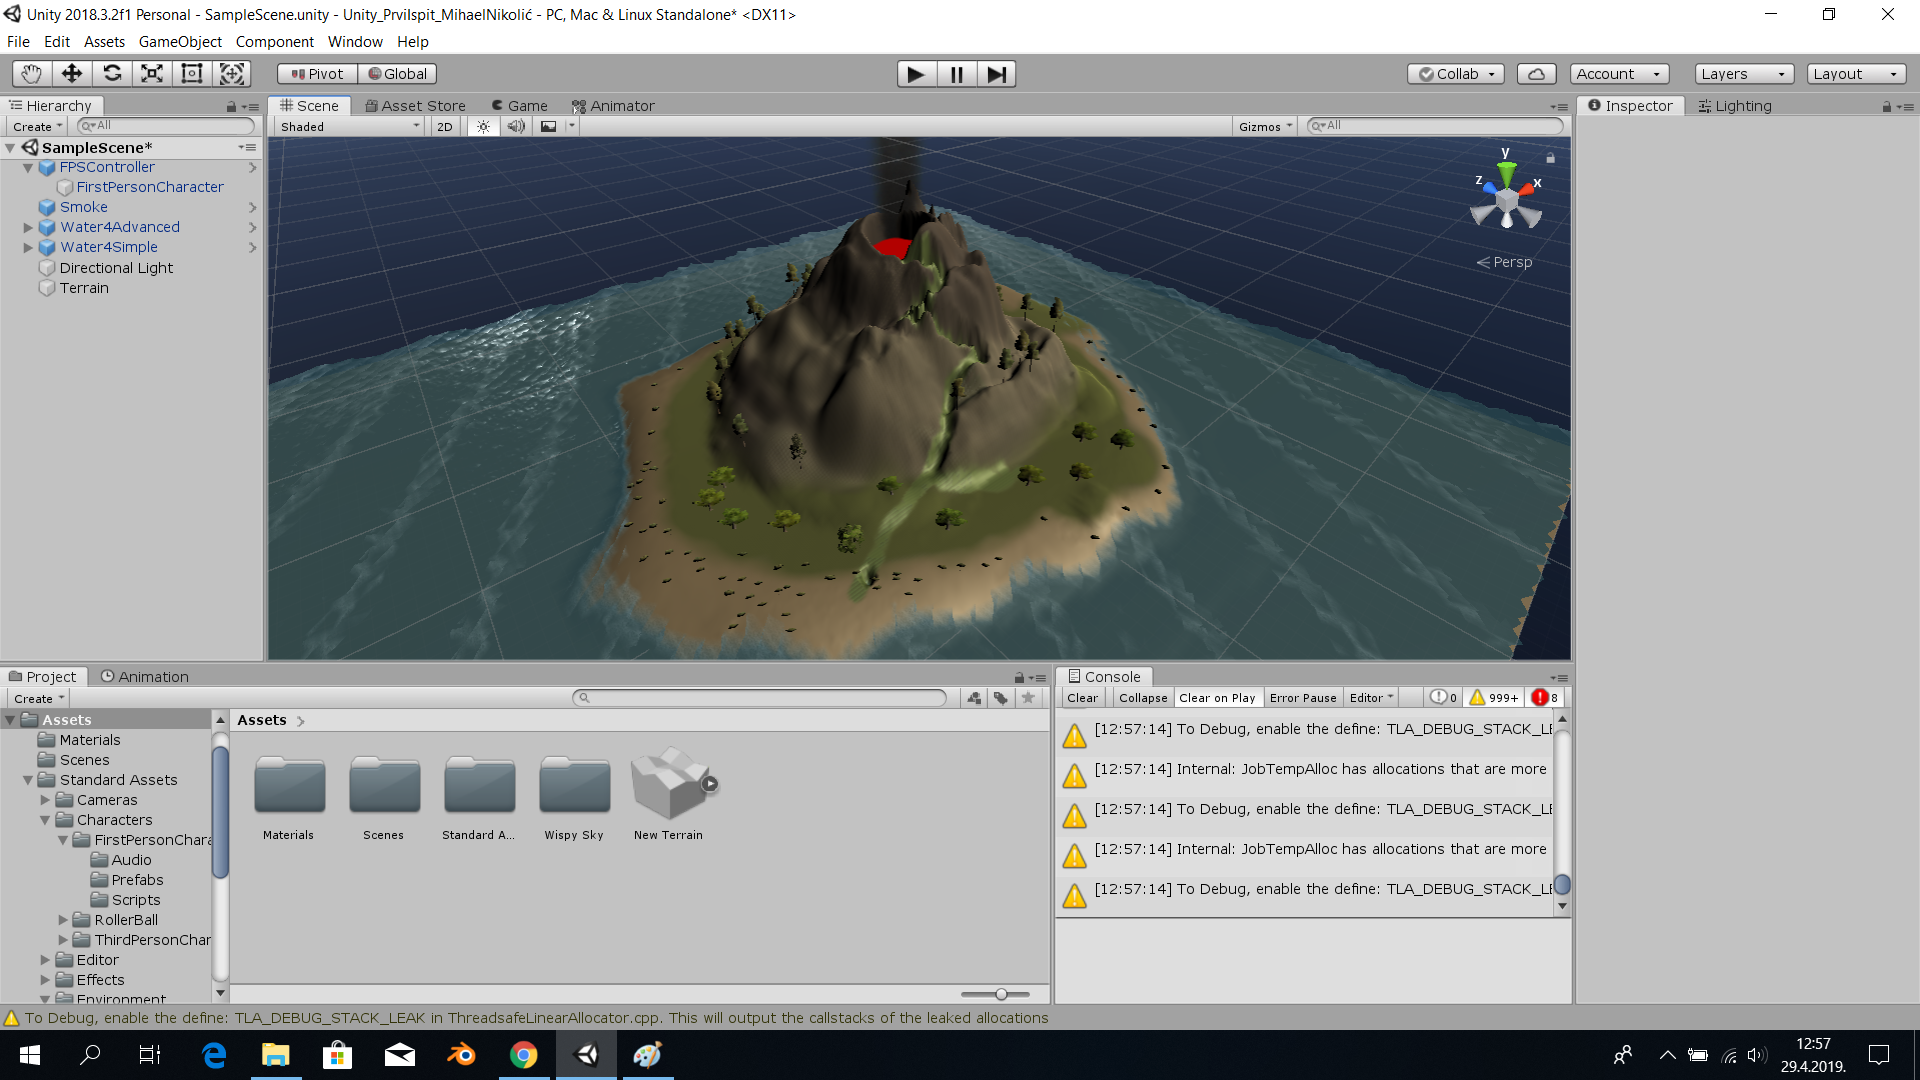 Unity 2018.3.2f1 Personal - SampleScene.unity - Unity_PrviIspit_MihaelNikolić - PC, Mac & Linux Standalone* <DX11>
File Edit Assets GameObject Component Window Help
Pivot Global Collab Account Layers Layout
Hierarchy
Create All
SampleScene*
FPSController
FirstPersonCharacter
Smoke
Water4Advanced
Water4Simple
Directional Light
Terrain
Scene Asset Store Game Animator
Shaded 2D Gizmos All
y
z x
Persp
Inspector Lighting
Project Animation
Create
Assets
Materials
Scenes
Standard Assets
Cameras
Characters
FirstPersonChara
Audio
Prefabs
Scripts
RollerBall
ThirdPersonChar
Editor
Effects
Environment
Assets
Materials Scenes Standard A... Wispy Sky New Terrain
Console
Clear Collapse Clear on Play Error Pause Editor 0 999+ 8
[12:57:14] To Debug, enable the define: TLA_DEBUG_STACK_LE
[12:57:14] Internal: JobTempAlloc has allocations that are more
[12:57:14] To Debug, enable the define: TLA_DEBUG_STACK_LE
[12:57:14] Internal: JobTempAlloc has allocations that are more
[12:57:14] To Debug, enable the define: TLA_DEBUG_STACK_LE
To Debug, enable the define: TLA_DEBUG_STACK_LEAK in ThreadsafeLinearAllocator.cpp. This will output the callstacks of the leaked allocations
12:57
29.4.2019.